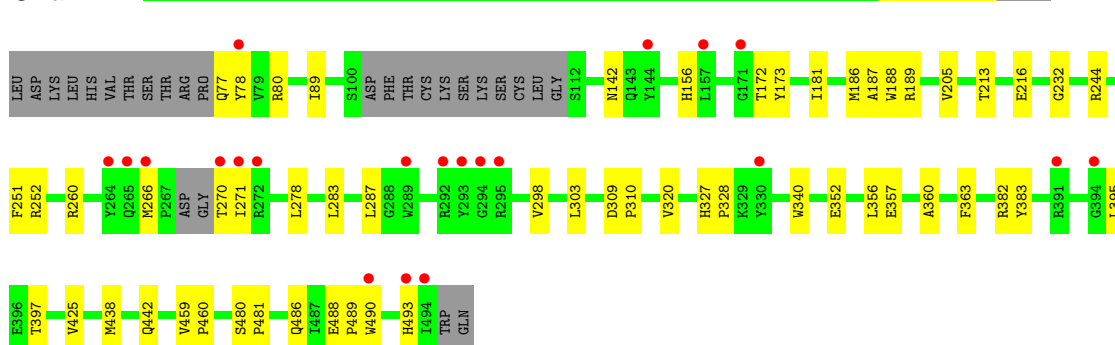 LEU ASP LYS LEU HIS VAL THR SER THR ARG PRO Q77 Y78 V79 R80 I89 S100 ASP PHE THR CYS LYS SER LYS SER CYS LEU GLY S112 N142 Q143 Y144 H156 L157 G171 T172 Y173 I181 M186 A187 W188 R189 V205 T213 E216 G232 R244
F251 R252 R260 Y264 Q265 M266 P267 ASP GLY T270 I271 R272 L278 L283 L287 G288 W289 R292 Y293 G294 R295 V298 L303 D309 P310 V320 H327 P328 K329 Y330 W340 E352 L356 E357 A360 F363 R382 Y383 R391 G394
E396 T397 V425 M438 Q442 V459 P460 S480 P481 Q486 I487 E488 P489 W490 H493 I494 TRP GLN